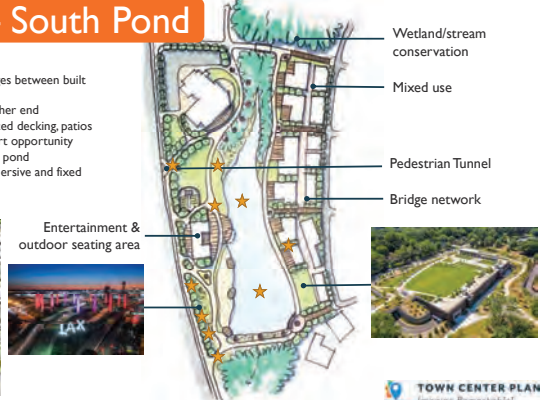 South Pond
ges between built
her end
ed decking, patios
rt opportunity
pond
ersive and fixed
Wetland/stream
conservation
Mixed use
Pedestrian Tunnel
Bridge network
Entertainment &
outdoor seating area
LAX
TOWN CENTER PLAN